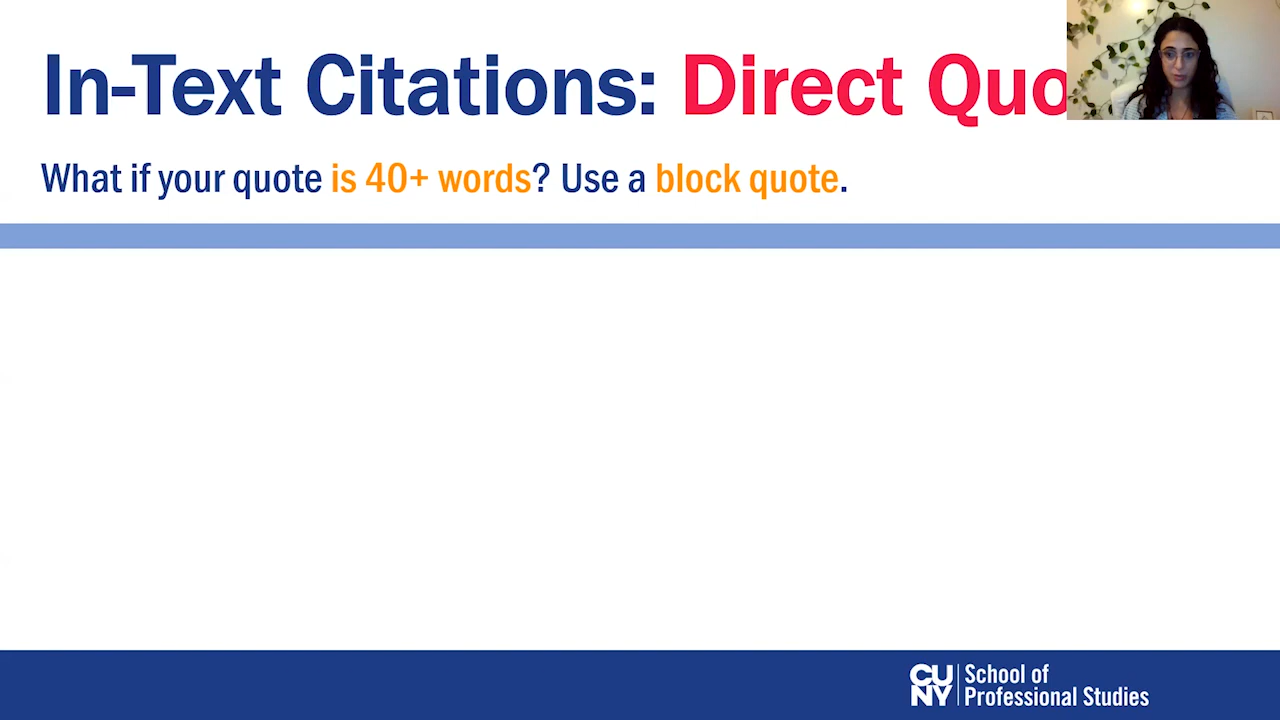 In-Text Citations: Direct Quo
What if your quote is 40+ words? Use a block quote.
CU
NY
School of
Professional Studies